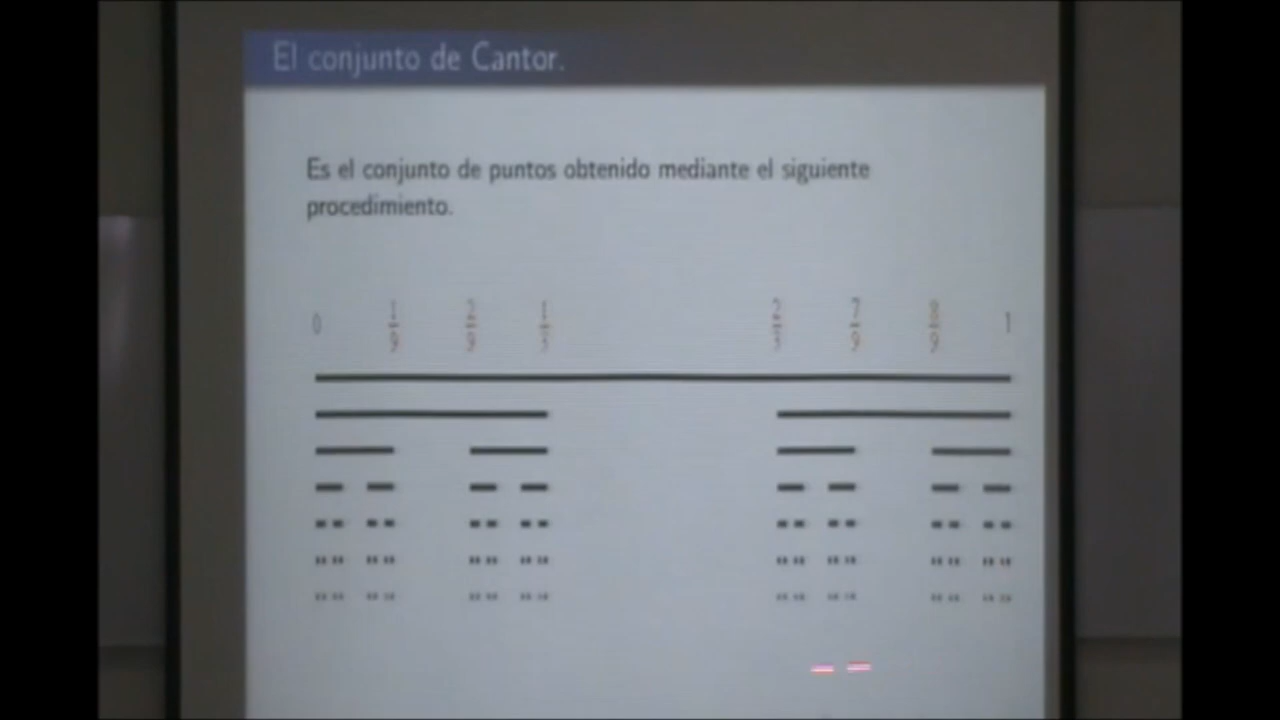 El conjunto de Cantor.
Es el conjunto de puntos obtenido mediante el siguiente
procedimiento.
0 1/9 2/9 1/3 2/3 7/9 8/9 1